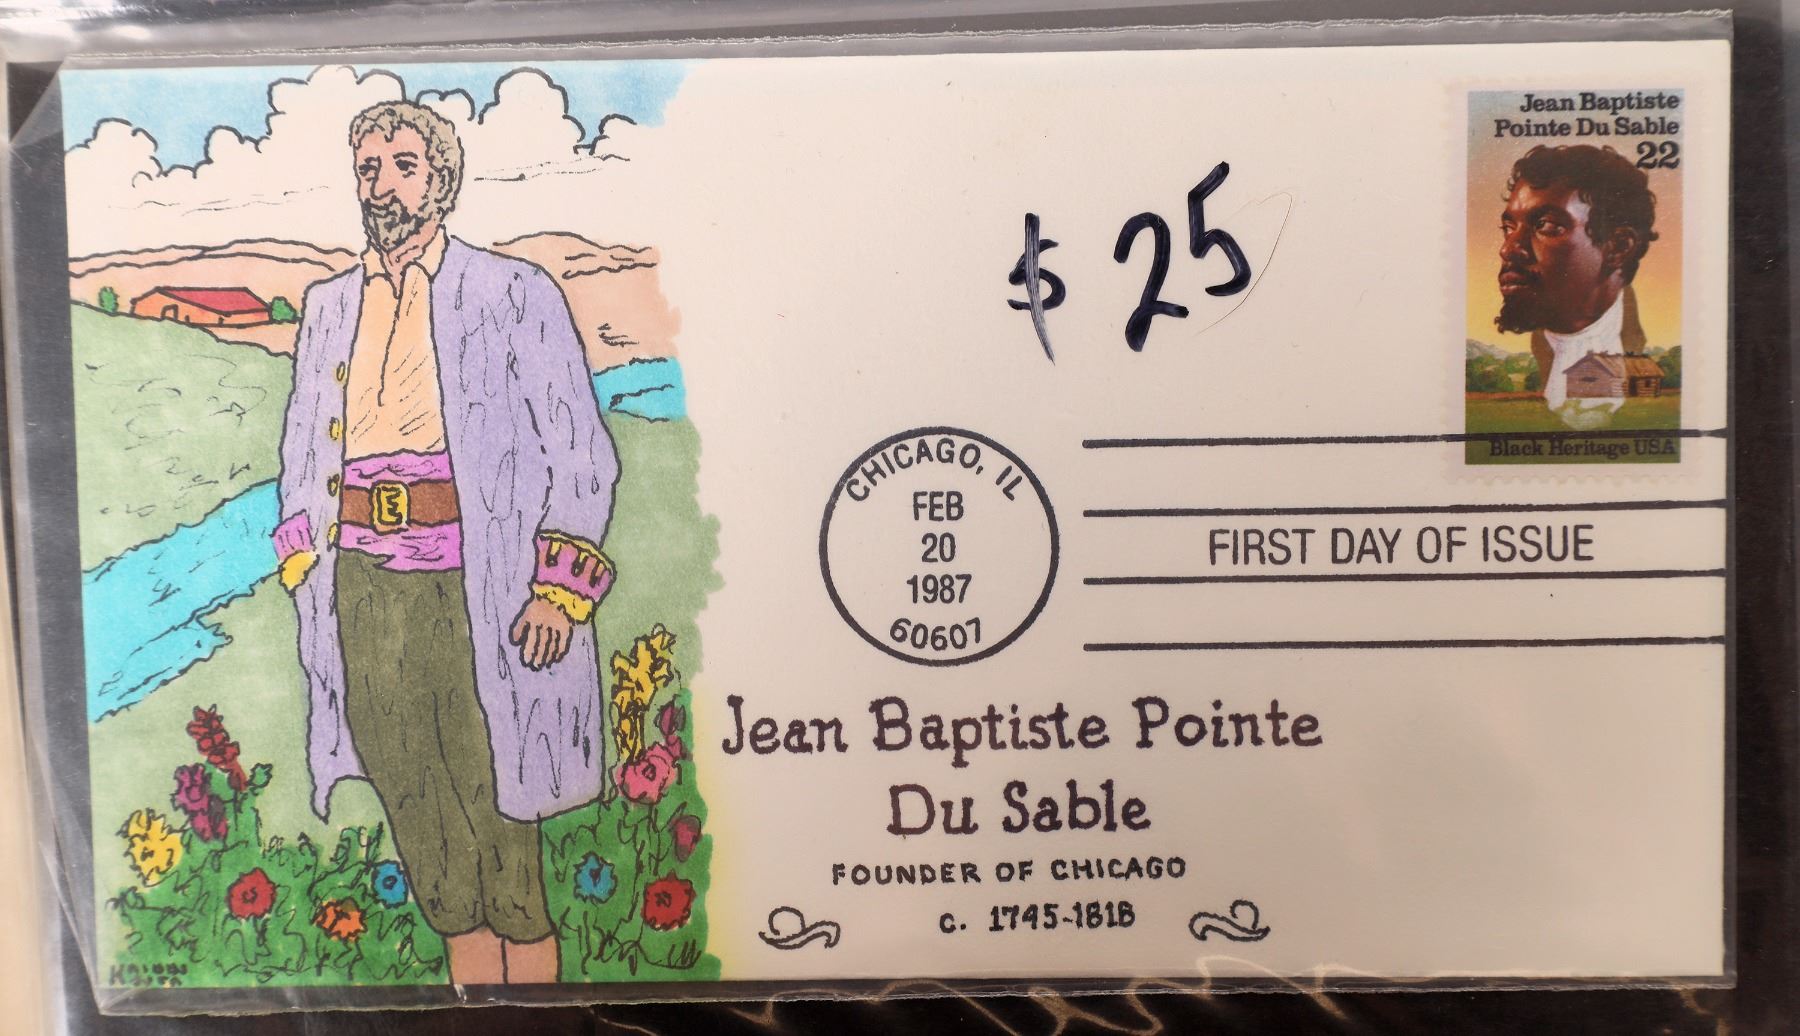 Jean Baptiste
Pointe Du Sable
22
Black Heritage USA
$ 25
CHICAGO, IL
FEB
20
1987
60607
FIRST DAY OF ISSUE
Jean Baptiste Pointe
Du Sable
FOUNDER OF CHICAGO
c. 1745-1818